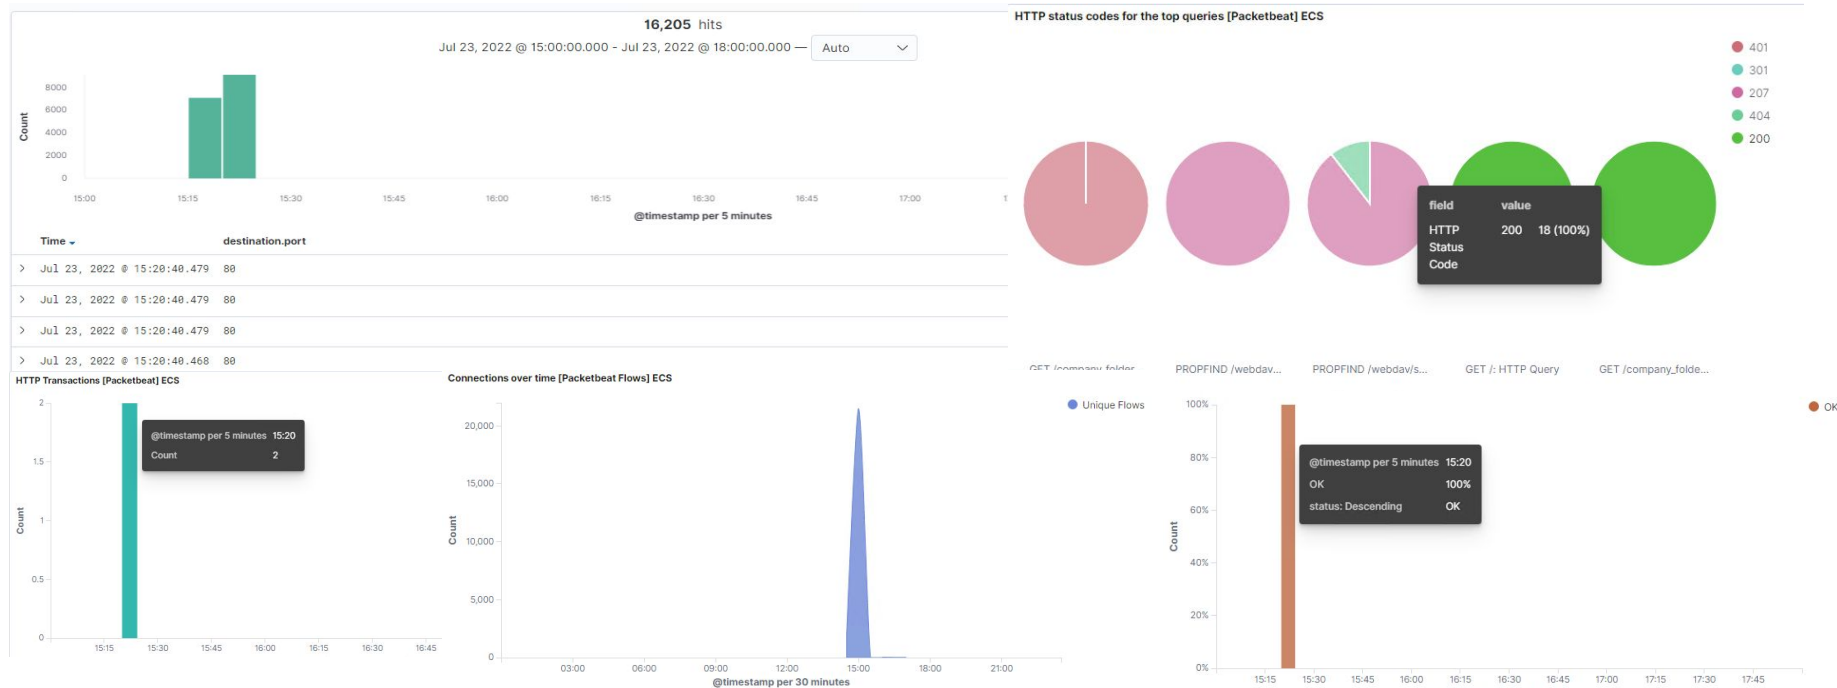 16,205 hits
Jul 23, 2022 @ 15:00:00.000 - Jul 23, 2022 @ 18:00:00.000 — Auto
Count
8000
6000
4000
2000
0
15:00 15:15 15:30 15:45 16:00 16:15 16:30 16:45 17:00
@timestamp per 5 minutes
Time destination.port
Jul 23, 2022 @ 15:20:40.479 80
Jul 23, 2022 @ 15:20:40.479 80
Jul 23, 2022 @ 15:20:40.479 80
Jul 23, 2022 @ 15:20:40.468 80
HTTP status codes for the top queries [Packetbeat] ECS
401
301
207
404
200
field value
HTTP Status Code 200 18 (100%)
GET /company_folder PROPFIND /webdav... PROPFIND /webdav/s... GET /: HTTP Query GET /company_folde...
HTTP Transactions [Packetbeat] ECS
Count
2
1.5
1
0.5
0
@timestamp per 5 minutes 15:20
Count 2
15:15 15:30 15:45 16:00 16:15 16:30 16:45
Connections over time [Packetbeat Flows] ECS
Unique Flows
Count
20,000
15,000
10,000
5,000
0
03:00 06:00 09:00 12:00 15:00 18:00 21:00
@timestamp per 30 minutes
OK
Count
100%
80%
60%
40%
20%
0%
@timestamp per 5 minutes 15:20
OK 100%
status: Descending OK
15:15 15:30 15:45 16:00 16:15 16:30 16:45 17:00 17:15 17:30 17:45